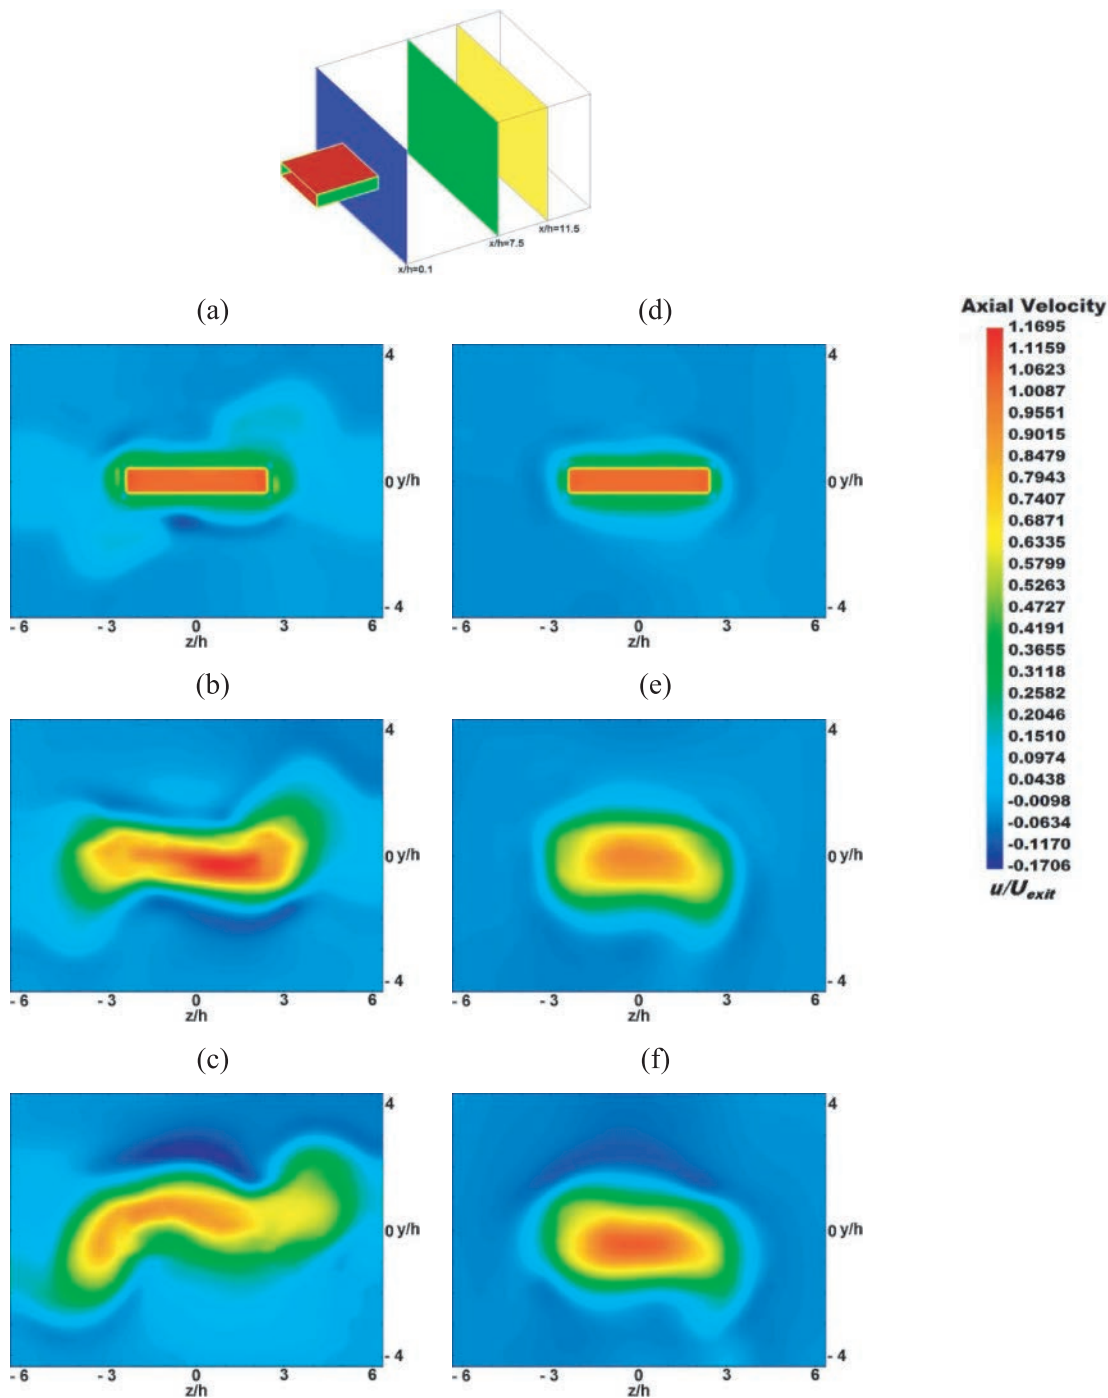 x/h=11.5
x/h=7.5
x/h=0.1
(a)
(d)
Axial Velocity
1.1695
1.1159
1.0623
1.0087
0.9551
0.9015
0.8479
0.7943
0.7407
0.6871
0.6335
0.5799
0.5263
0.4727
0.4191
0.3655
0.3118
0.2582
0.2046
0.1510
0.0974
0.0438
-0.0098
-0.0634
-0.1170
-0.1706
u/Uexit
4
0 y/h
- 4
- 6 - 3 0 3 6
z/h
4
0 y/h
- 4
- 6 - 3 0 3 6
z/h
(b)
(e)
4
0 y/h
- 4
- 6 - 3 0 3 6
z/h
4
0 y/h
- 4
- 6 - 3 0 3 6
z/h
(c)
(f)
4
0 y/h
- 4
- 6 - 3 0 3 6
z/h
4
0 y/h
- 4
- 6 - 3 0 3 6
z/h